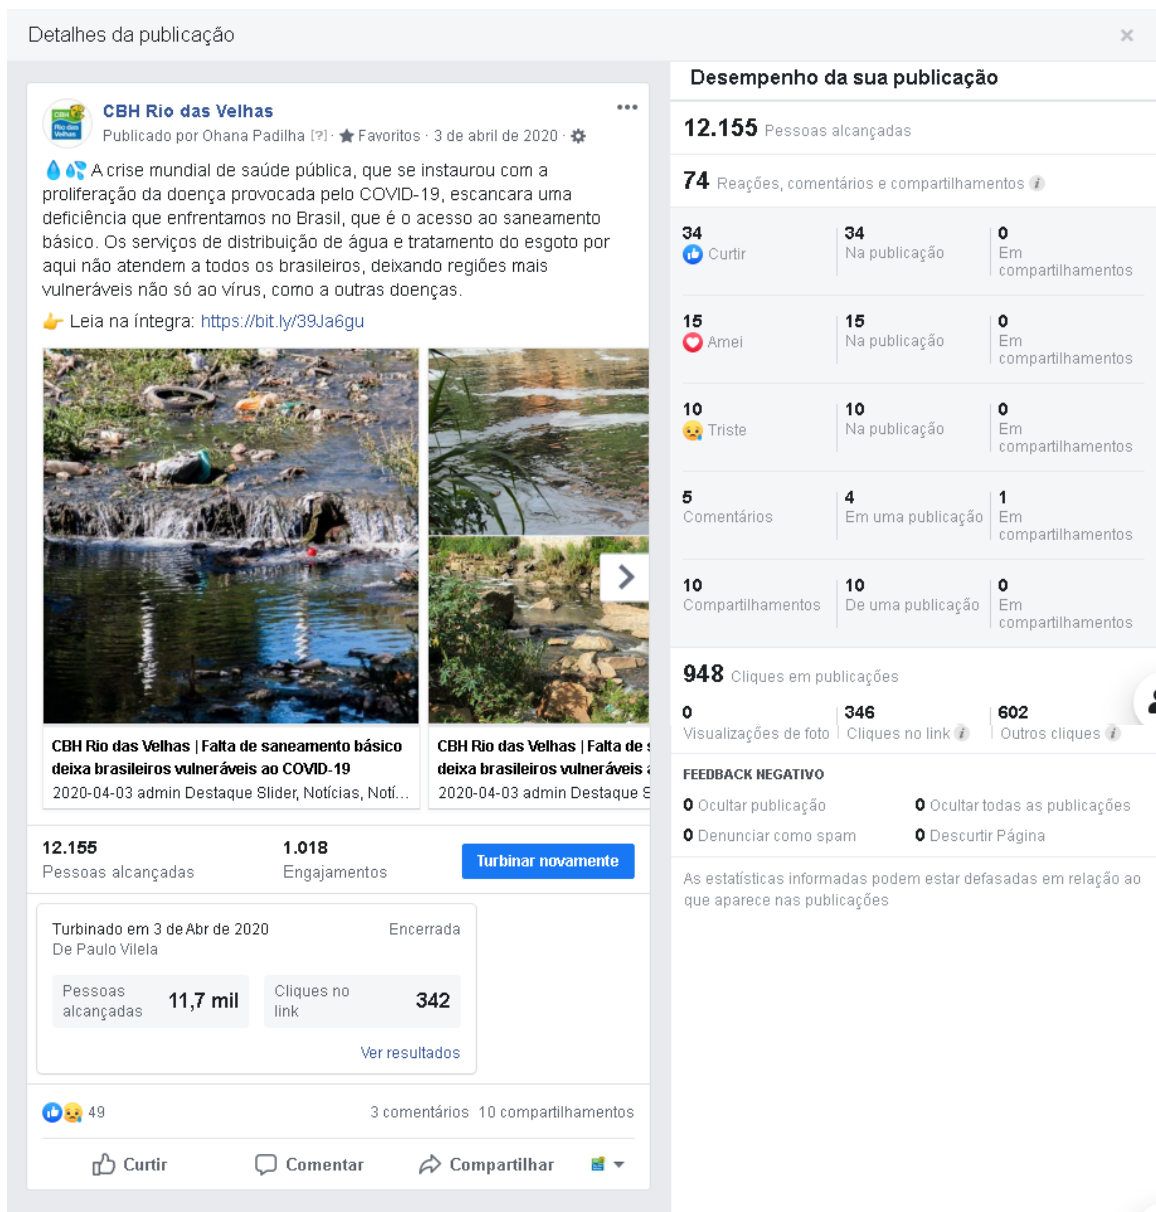 Detalhes da publicação
×
CBH Rio das Velhas
Publicado por Ohana Padilha [?] · Favoritos · 3 de abril de 2020 ·
A crise mundial de saúde pública, que se instaurou com a
proliferação da doença provocada pelo COVID-19, escancara uma
deficiência que enfrentamos no Brasil, que é o acesso ao saneamento
básico. Os serviços de distribuição de água e tratamento do esgoto por
aqui não atendem a todos os brasileiros, deixando regiões mais
vulneráveis não só ao vírus, como a outras doenças.
Leia na íntegra: https://bit.ly/39Ja6gu
CBH Rio das Velhas | Falta de saneamento básico
deixa brasileiros vulneráveis ao COVID-19
2020-04-03 admin Destaque Slider, Notícias, Notí...
CBH Rio das Velhas | Falta de
deixa brasileiros vulneráveis
2020-04-03 admin Destaque S
12.155
Pessoas alcançadas
1.018
Engajamentos
Turbinar novamente
Turbinado em 3 de Abr de 2020
Encerrada
De Paulo Vilela
Pessoas
alcançadas
11,7 mil
Cliques no
link
342
Ver resultados
49
3 comentários 10 compartilhamentos
Curtir
Comentar
Compartilhar
Desempenho da sua publicação
12.155 Pessoas alcançadas
74 Reações, comentários e compartilhamentos
34
Curtir
34
Na publicação
0
Em
compartilhamentos
15
Amei
15
Na publicação
0
Em
compartilhamentos
10
Triste
10
Na publicação
0
Em
compartilhamentos
5
Comentários
4
Em uma publicação
1
Em
compartilhamentos
10
Compartilhamentos
10
De uma publicação
0
Em
compartilhamentos
948 Cliques em publicações
0
Visualizações de foto
346
Cliques no link
602
Outros cliques
FEEDBACK NEGATIVO
0 Ocultar publicação
0 Ocultar todas as publicações
0 Denunciar como spam
0 Descurtir Página
As estatísticas informadas podem estar defasadas em relação ao
que aparece nas publicações